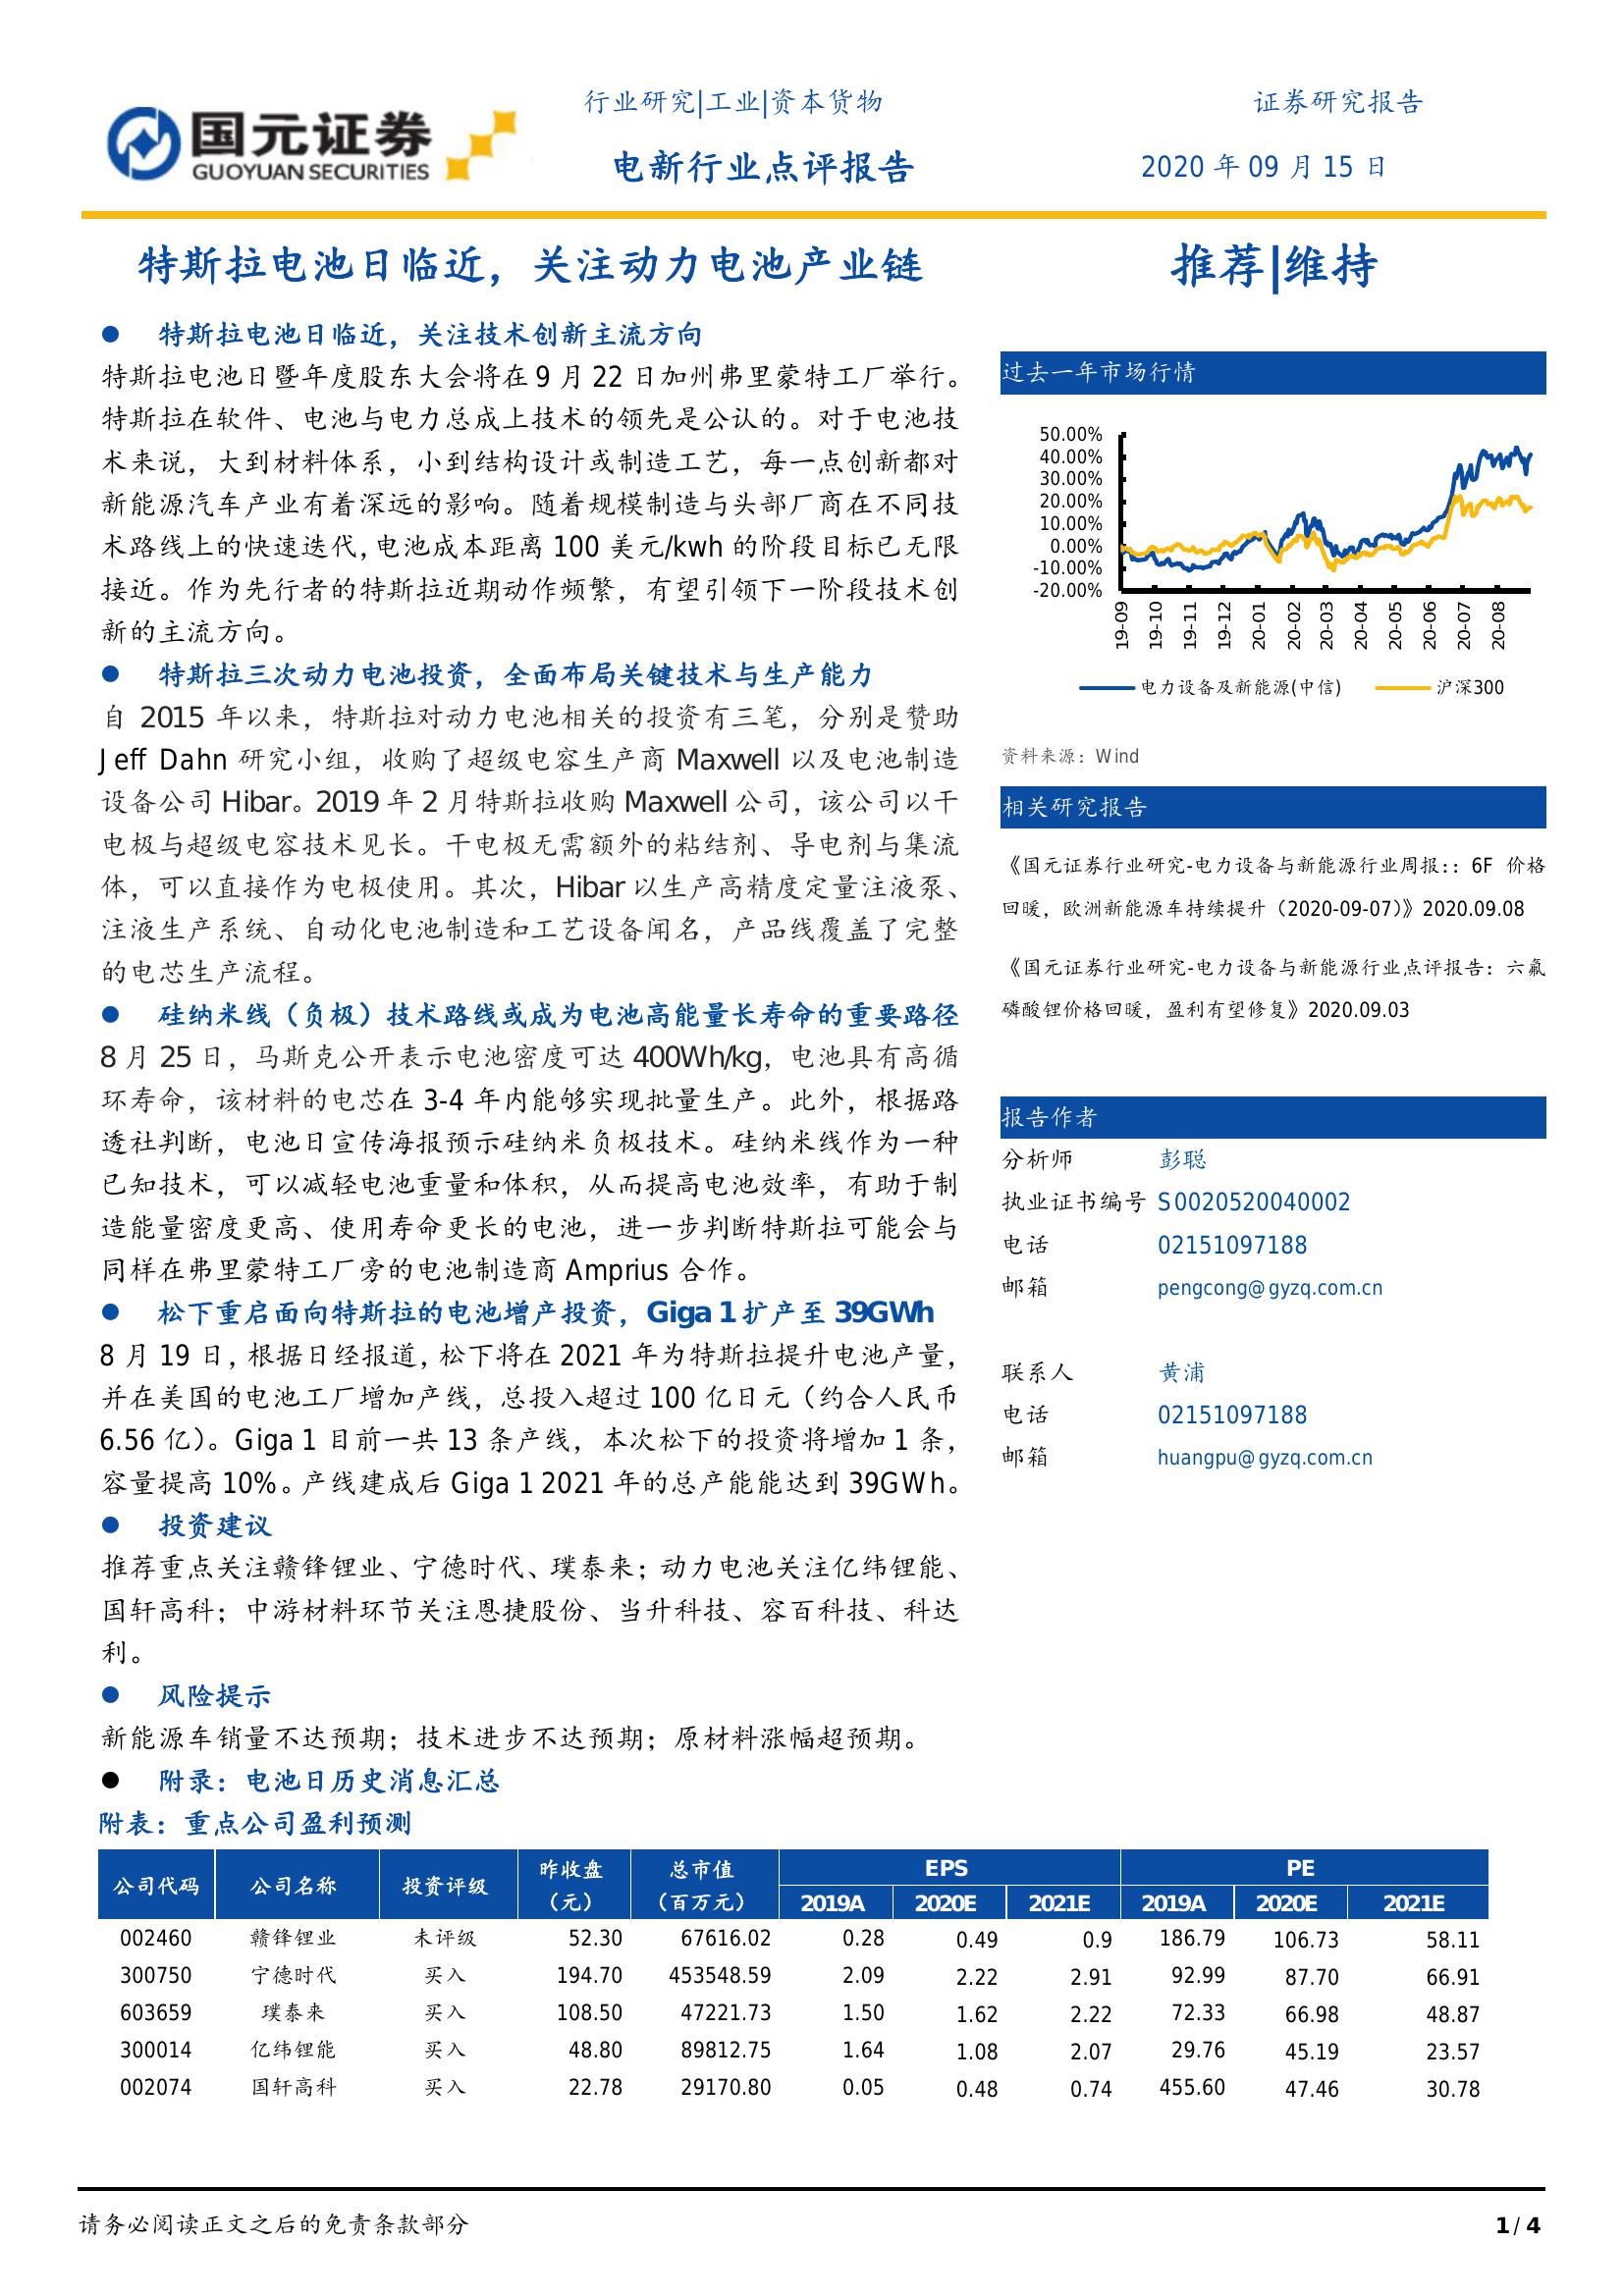 国元证券
GUOYUAN SECURITIES
行业研究|工业|资本货物
证券研究报告
电新行业点评报告
2020 年 09 月 15 日
特斯拉电池日临近，关注动力电池产业链
推荐|维持
● 特斯拉电池日临近，关注技术创新主流方向
特斯拉电池日暨年度股东大会将在 9 月 22 日加州弗里蒙特工厂举行。
特斯拉在软件、电池与电力总成上技术的领先是公认的。对于电池技
术来说，大到材料体系，小到结构设计或制造工艺，每一点创新都对
新能源汽车产业有着深远的影响。随着规模制造与头部厂商在不同技
术路线上的快速迭代，电池成本距离 100 美元/kwh 的阶段目标已无限
接近。作为先行者的特斯拉近期动作频繁，有望引领下一阶段技术创
新的主流方向。
● 特斯拉三次动力电池投资，全面布局关键技术与生产能力
自 2015 年以来，特斯拉对动力电池相关的投资有三笔，分别是赞助
Jeff Dahn 研究小组，收购了超级电容生产商 Maxwell 以及电池制造
设备公司 Hibar。2019 年 2 月特斯拉收购 Maxwell 公司，该公司以干
电极与超级电容技术见长。干电极无需额外的粘结剂、导电剂与集流
体，可以直接作为电极使用。其次，Hibar 以生产高精度定量注液泵、
注液生产系统、自动化电池制造和工艺设备闻名，产品线覆盖了完整
的电芯生产流程。
● 硅纳米线（负极）技术路线或成为电池高能量长寿命的重要路径
8 月 25 日，马斯克公开表示电池密度可达 400Wh/kg，电池具有高循
环寿命，该材料的电芯在 3-4 年内能够实现批量生产。此外，根据路
透社判断，电池日宣传海报预示硅纳米负极技术。硅纳米线作为一种
已知技术，可以减轻电池重量和体积，从而提高电池效率，有助于制
造能量密度更高、使用寿命更长的电池，进一步判断特斯拉可能会与
同样在弗里蒙特工厂旁的电池制造商 Amprius 合作。
● 松下重启面向特斯拉的电池增产投资，Giga 1 扩产至 39GWh
8 月 19 日，根据日经报道，松下将在 2021 年为特斯拉提升电池产量，
并在美国的电池工厂增加产线，总投入超过 100 亿日元（约合人民币
6.56 亿）。Giga 1 目前一共 13 条产线，本次松下的投资将增加 1 条，
容量提高 10%。产线建成后 Giga 1 2021 年的总产能能达到 39GWh。
● 投资建议
推荐重点关注赣锋锂业、宁德时代、璞泰来；动力电池关注亿纬锂能、
国轩高科；中游材料环节关注恩捷股份、当升科技、容百科技、科达
利。
● 风险提示
新能源车销量不达预期；技术进步不达预期；原材料涨幅超预期。
● 附录：电池日历史消息汇总
过去一年市场行情
50.00%
40.00%
30.00%
20.00%
10.00%
0.00%
-10.00%
-20.00%
19-09 19-10 19-11 19-12 20-01 20-02 20-03 20-04 20-05 20-06 20-07 20-08
电力设备及新能源(中信) 沪深300
资料来源：Wind
相关研究报告
《国元证券行业研究-电力设备与新能源行业周报：：6F 价格
回暖，欧洲新能源车持续提升（2020-09-07）》2020.09.08
《国元证券行业研究-电力设备与新能源行业点评报告：六氟
磷酸锂价格回暖，盈利有望修复》2020.09.03
报告作者
分析师 彭聪
执业证书编号 S0020520040002
电话 02151097188
邮箱 pengcong@gyzq.com.cn
联系人 黄浦
电话 02151097188
邮箱 huangpu@gyzq.com.cn
附表：重点公司盈利预测
公司代码 公司名称 投资评级 昨收盘（元） 总市值（百万元） EPS PE
2019A 2020E 2021E 2019A 2020E 2021E
002460 赣锋锂业 未评级 52.30 67616.02 0.28 0.49 0.9 186.79 106.73 58.11
300750 宁德时代 买入 194.70 453548.59 2.09 2.22 2.91 92.99 87.70 66.91
603659 璞泰来 买入 108.50 47221.73 1.50 1.62 2.22 72.33 66.98 48.87
300014 亿纬锂能 买入 48.80 89812.75 1.64 1.08 2.07 29.76 45.19 23.57
002074 国轩高科 买入 22.78 29170.80 0.05 0.48 0.74 455.60 47.46 30.78
请务必阅读正文之后的免责条款部分
1 / 4